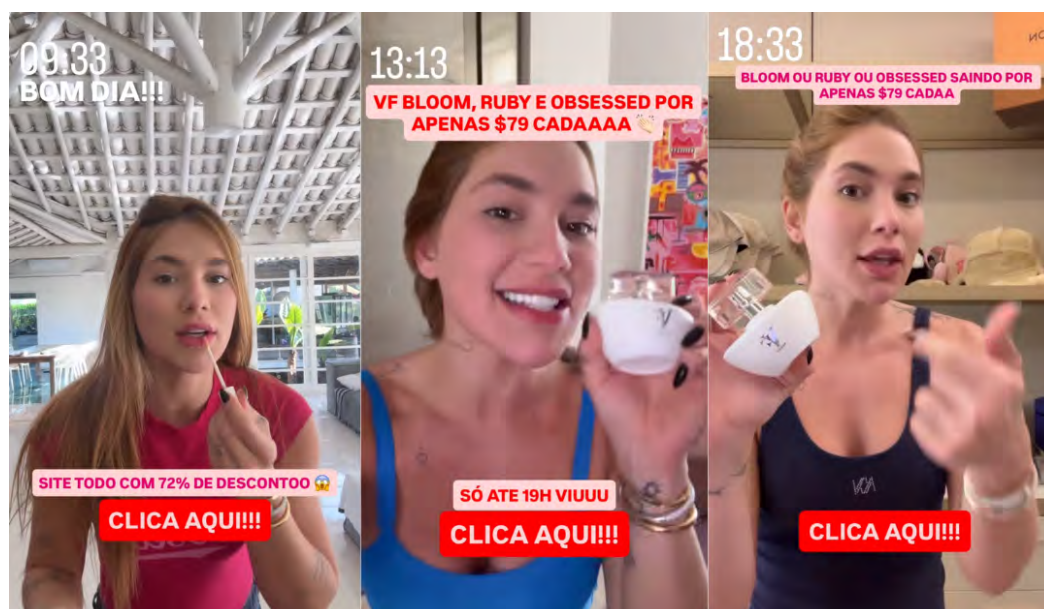 09:33
BOM DIA!!!
SITE TODO COM 72% DE DESCONTOO 😱
CLICA AQUI!!!
13:13
VF BLOOM, RUBY E OBSESSED POR
APENAS $79 CADAAAA 👏🏻
SÓ ATE 19H VIUUU
CLICA AQUI!!!
18:33
BLOOM OU RUBY OU OBSESSED SAINDO POR
APENAS $79 CADAA
CLICA AQUI!!!